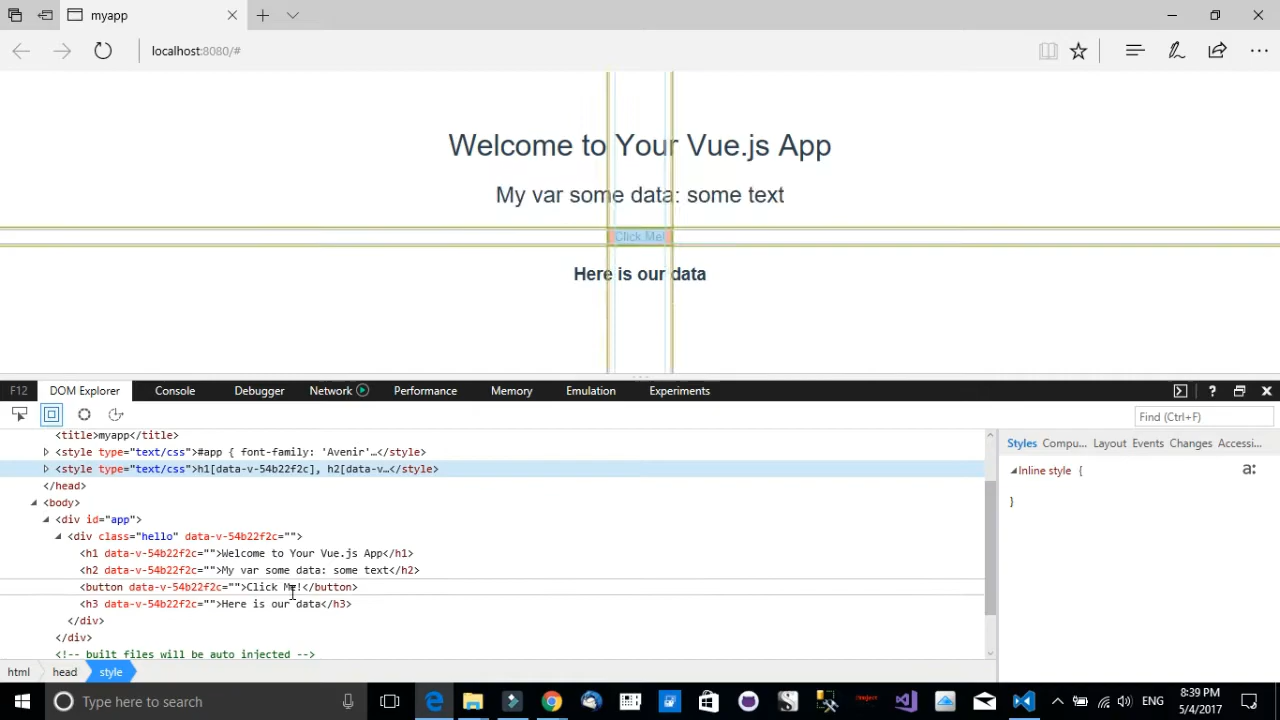 myapp
localhost:8080/#
Welcome to Your Vue.js App
My var some data: some text
Click Me!
Here is our data
F12 DOM Explorer Console Debugger Network Performance Memory Emulation Experiments
Find (Ctrl+F)
<title>myapp</title>
<style type="text/css">#app { font-family: 'Avenir'…</style>
<style type="text/css">h1[data-v-54b22f2c], h2[data-v…</style>
</head>
<body>
<div id="app">
<div class="hello" data-v-54b22f2c="">
<h1 data-v-54b22f2c="">Welcome to Your Vue.js App</h1>
<h2 data-v-54b22f2c="">My var some data: some text</h2>
<button data-v-54b22f2c="">Click Me!</button>
<h3 data-v-54b22f2c="">Here is our data</h3>
</div>
</div>
<!-- built files will be auto injected -->
html head style
Styles Compu... Layout Events Changes Accessi...
Inline style {
a:
}
Type here to search
ENG
8:39 PM
5/4/2017